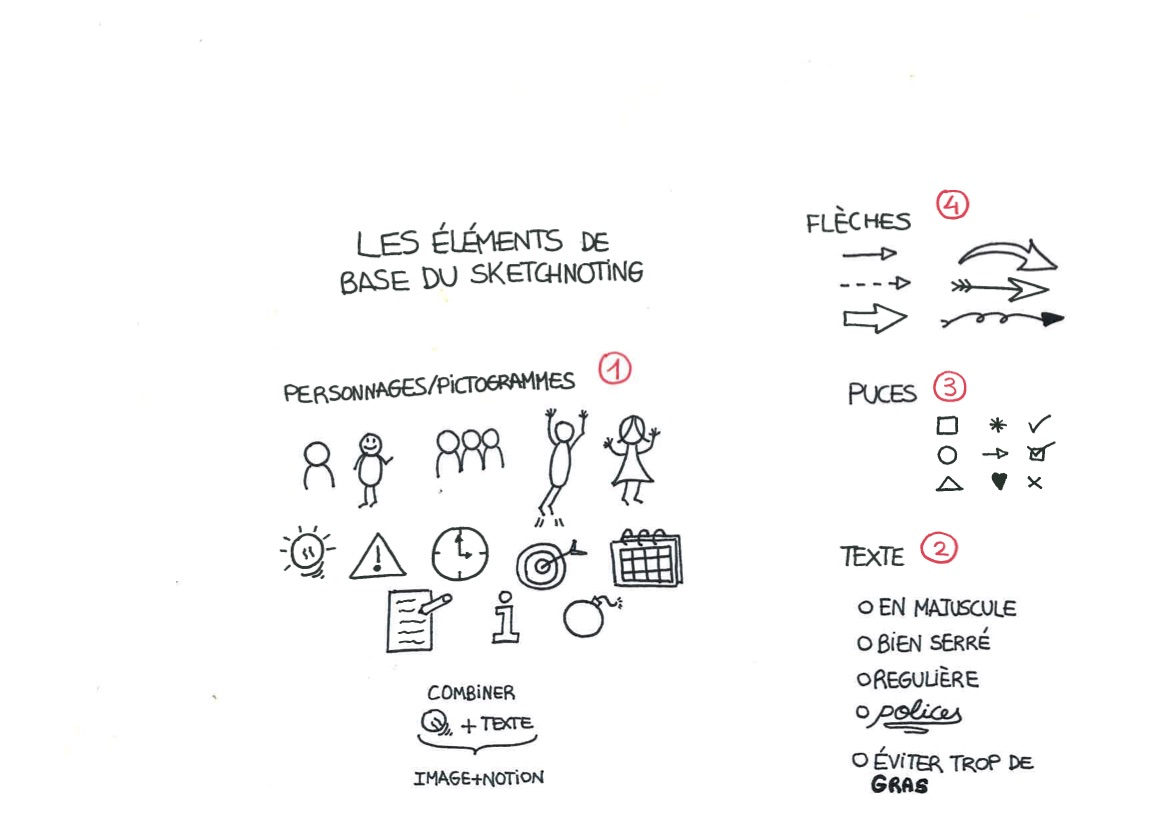 LES ÉLÉMENTS DE
BASE DU SKETCHNOTING
PERSONNAGES/PICTOGRAMMES 1
COMBINER
+ TEXTE
IMAGE+NOTION
FLÈCHES 4
PUCES 3
TEXTE 2
EN MAJUSCULE
BIEN SERRÉ
REGULIÈRE
polices
ÉVITER TROP DE
GRAS